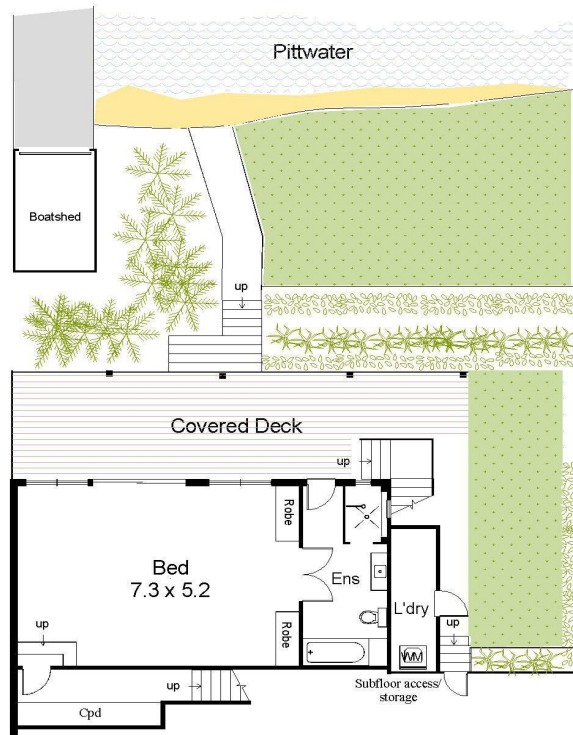 Pittwater
Boatshed
up
Covered Deck
up
Robe
Bed
7.3 x 5.2
Ens
L'dry
Robe
up
up
WM
up
Subfloor access/
storage
Cpd